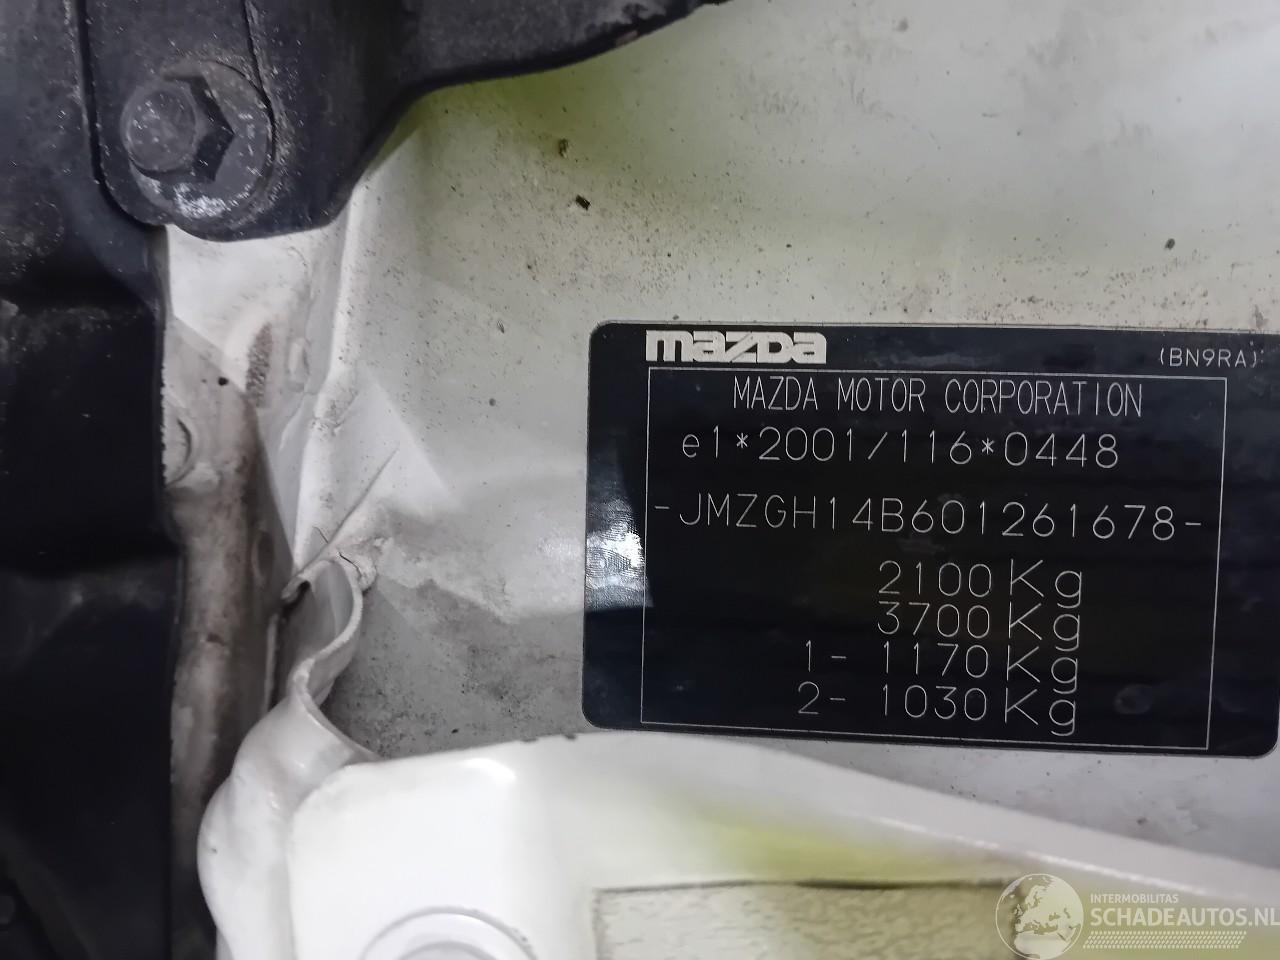 mazda
(BN9RA)
MAZDA MOTOR CORPORATION
e1*2001/116*0448
-JMZGH14B601261678-
2100Kg
3700Kg
1- 1170Kg
2- 1030Kg
INTERMOBILITAS
SCHADEAUTOS.NL